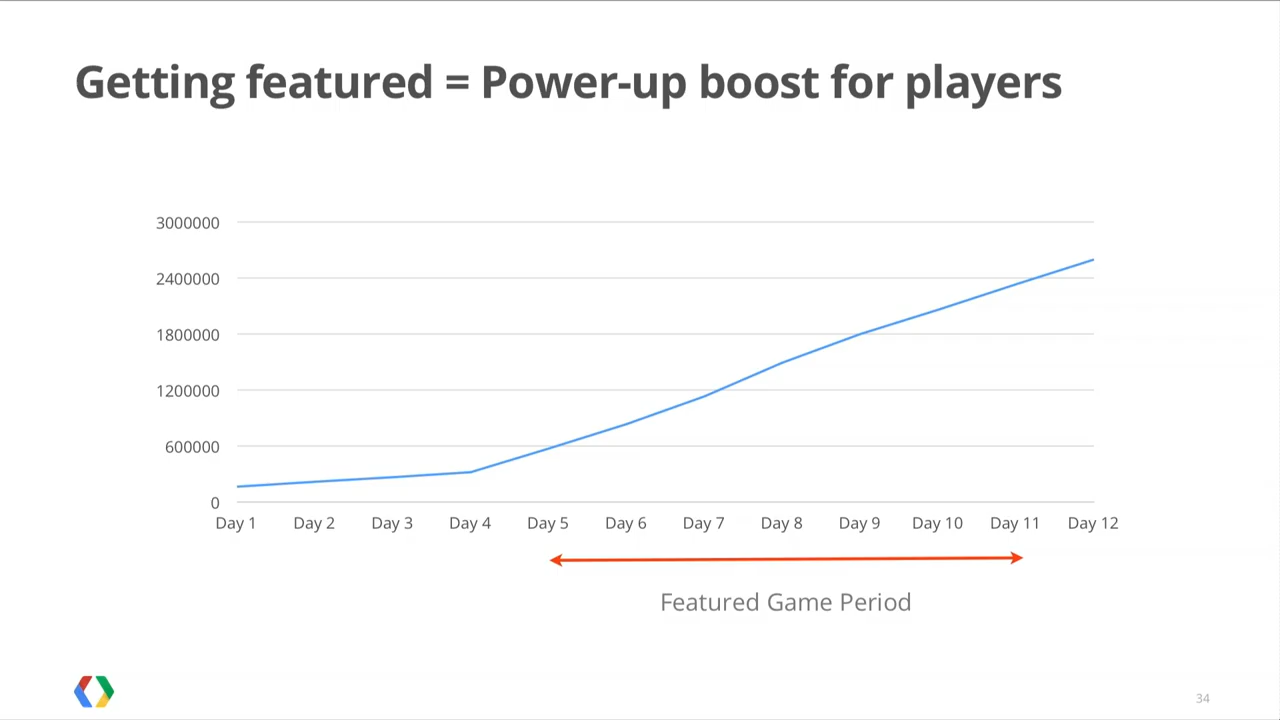 Getting featured = Power-up boost for players
3000000
2400000
1800000
1200000
600000
0
Day 1 Day 2 Day 3 Day 4 Day 5 Day 6 Day 7 Day 8 Day 9 Day 10 Day 11 Day 12
Featured Game Period
34